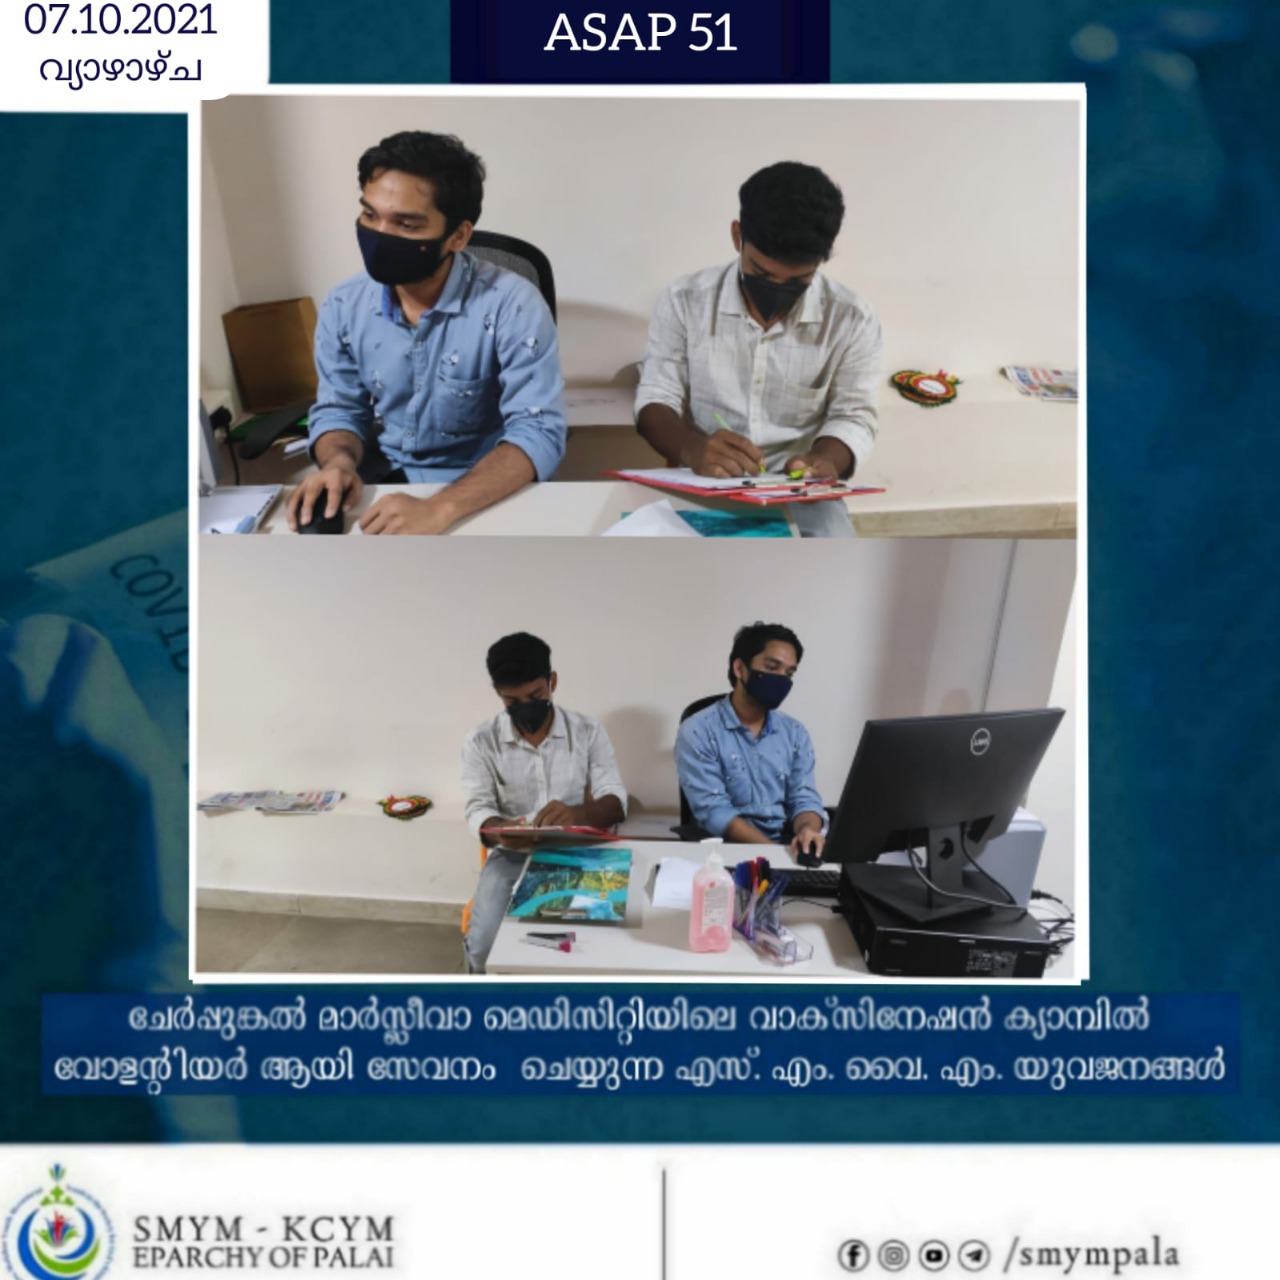 07.10.2021
വ്യാഴാഴ്ച
ASAP 51
COVID
ചേർപ്പുങ്കൽ മാർസ്ലീവാ മെഡിസിറ്റിയിലെ വാക്സിനേഷൻ ക്യാമ്പിൽ
വോളന്റിയർ ആയി സേവനം ചെയ്യുന്ന എസ്. എം. വൈ. എം. യുവജനങ്ങൾ
SMYM - KCYM
EPARCHY OF PALAI
/smympala